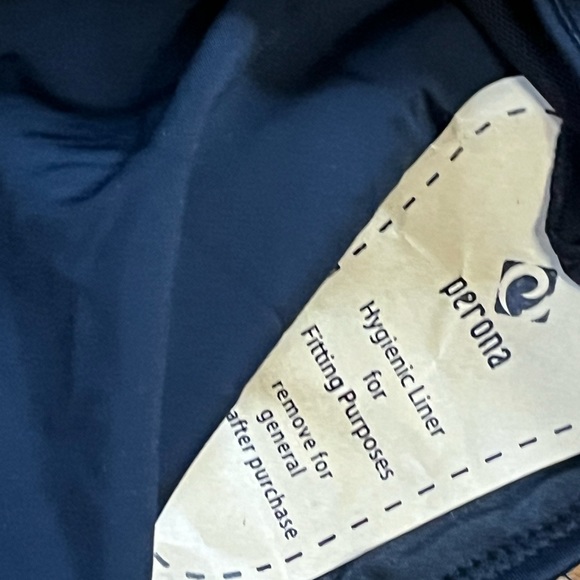 perona
Hygienic Liner
for
Fitting Purposes
remove for
general
after purchase